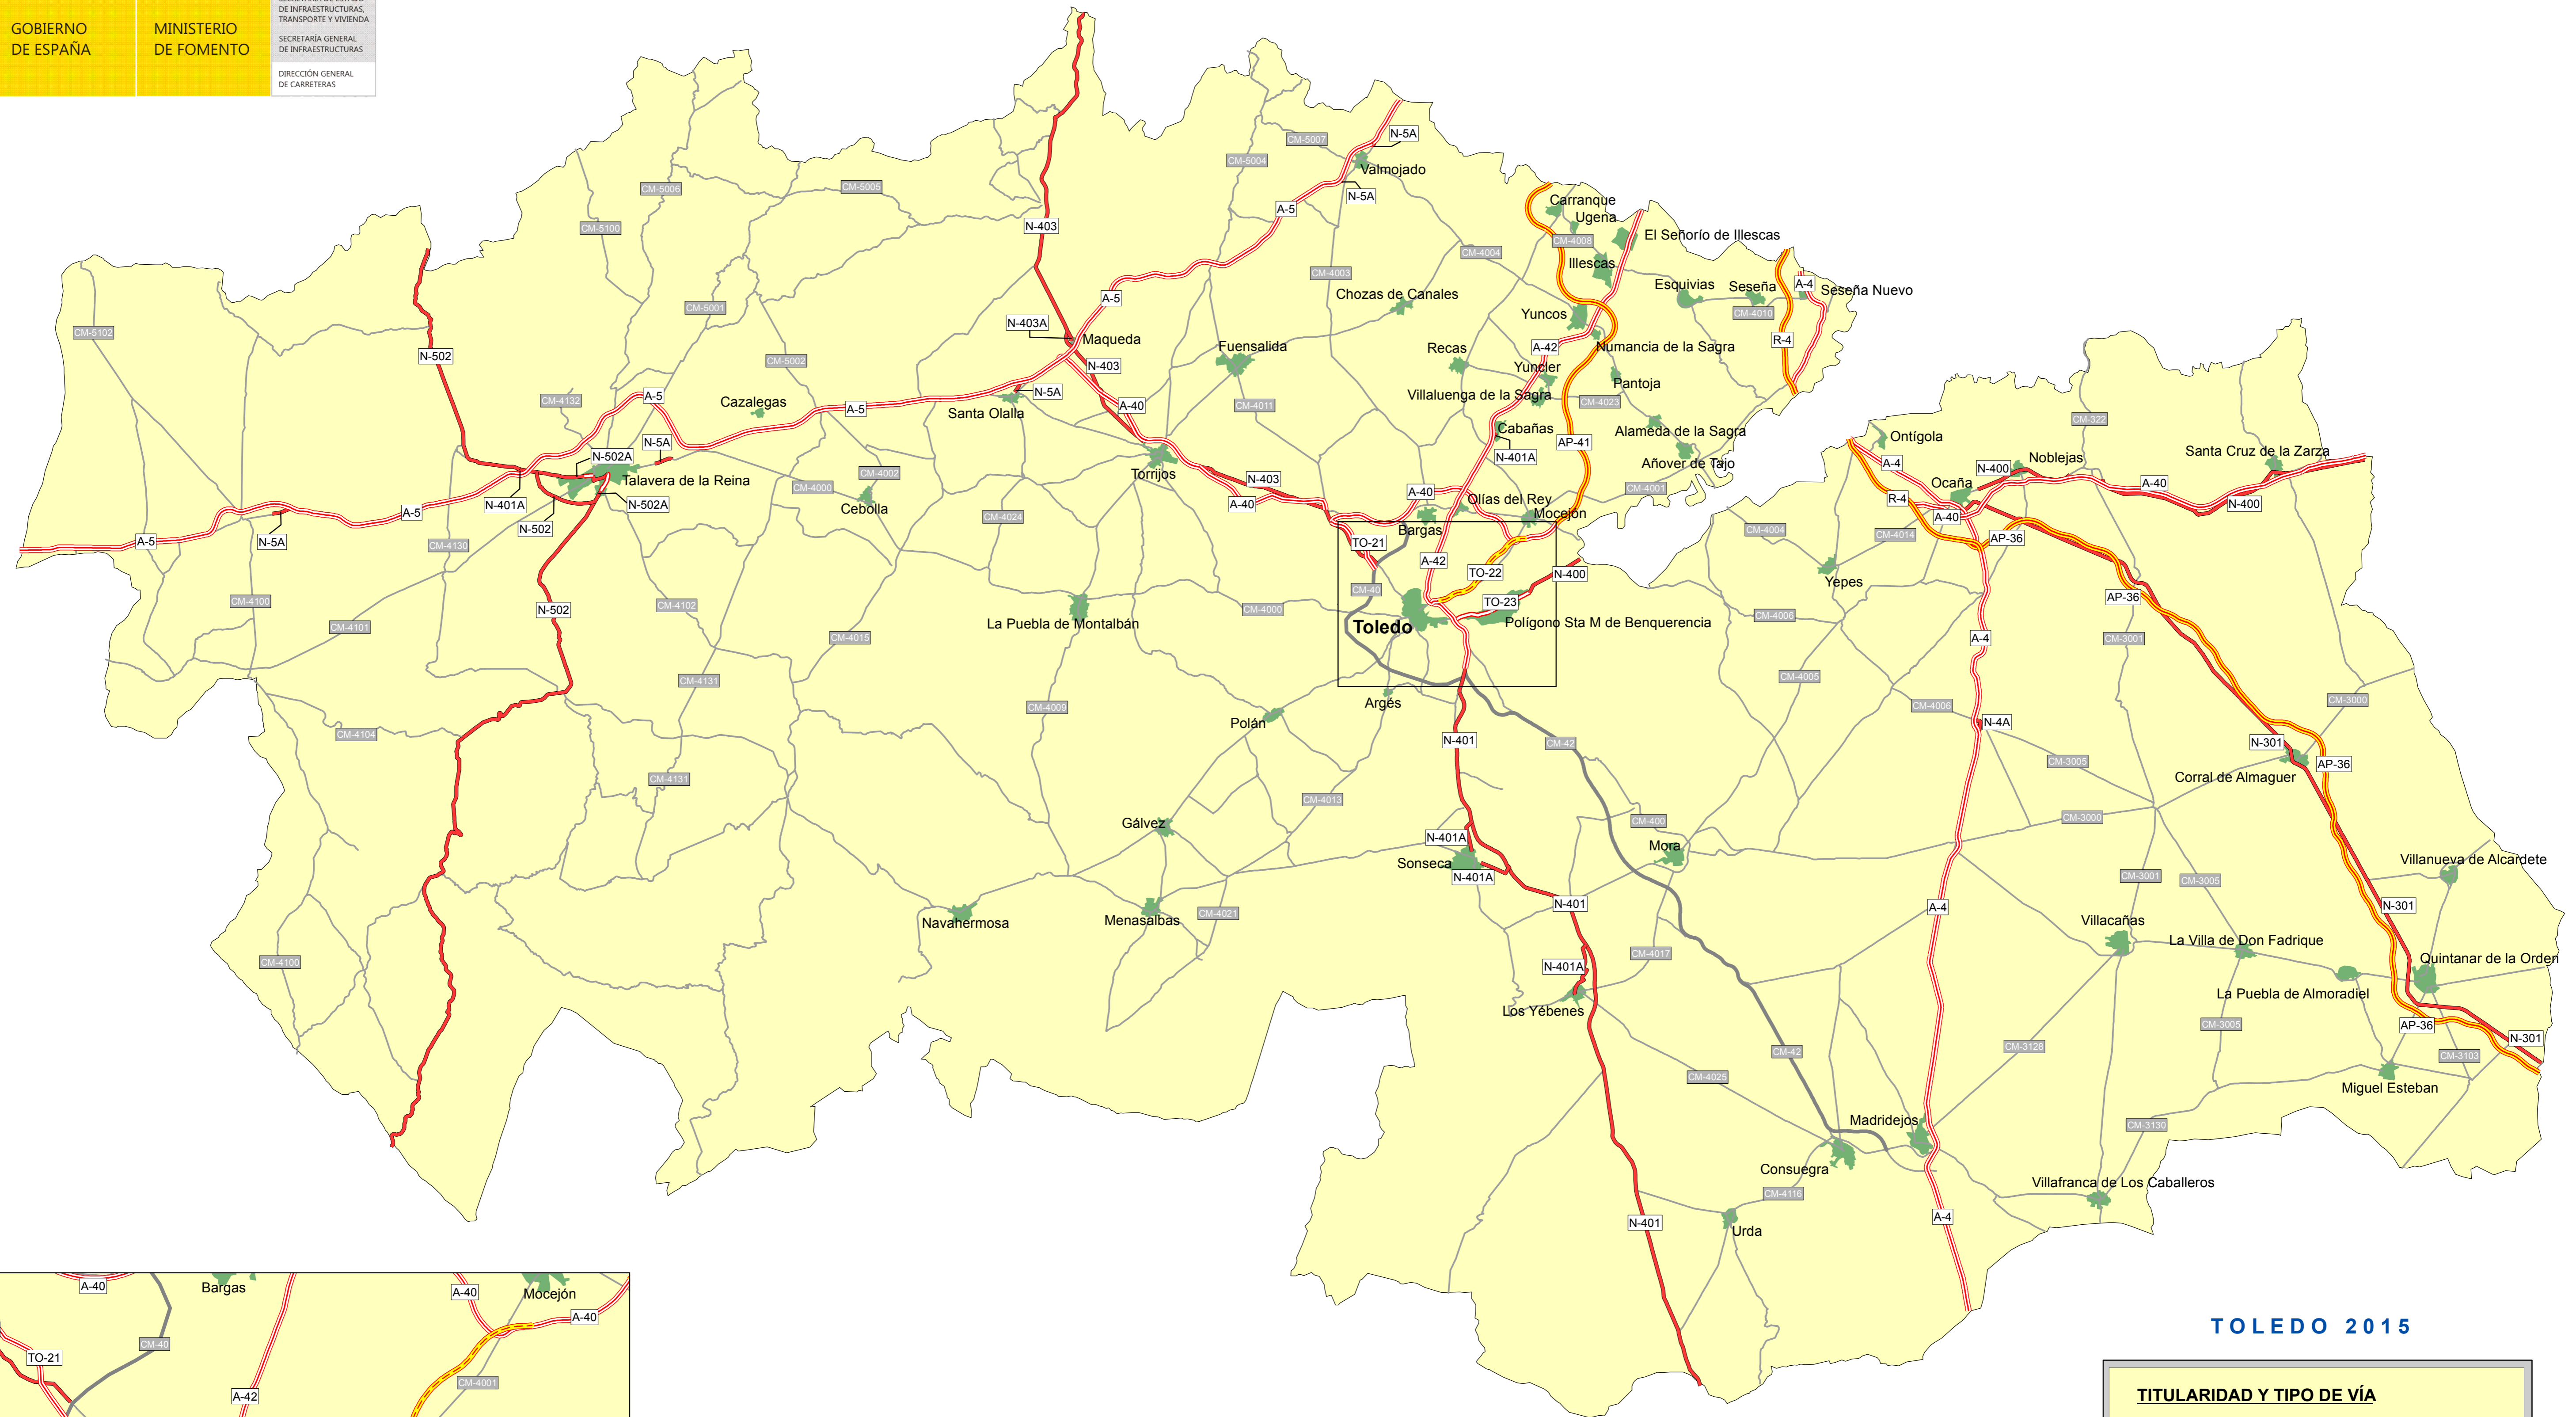 GOBIERNO
DE ESPAÑA
MINISTERIO
DE FOMENTO
DE INFRAESTRUCTURAS,
TRANSPORTE Y VIVIENDA
SECRETARÍA GENERAL
DE INFRAESTRUCTURAS
DIRECCIÓN GENERAL
DE CARRETERAS
N-5A
CM-5007
CM-5004
Valmojado
CM-5006
CM-5005
N-5A
Carranque
A-5
Ugena
N-403
CM-5100
El Señorío de Illescas
CM-4008
CM-4004
Illescas
CM-4003
A-4
Esquivias
Seseña
Seseña Nuevo
Chozas de Canales
A-5
CM-5001
CM-4010
Yuncos
N-403A
CM-5102
Maqueda
R-4
Fuensalida
Recas
A-42
Numancia de la Sagra
N-502
CM-5002
N-403
Yuncler
Pantoja
N-5A
A-5
Villaluenga de la Sagra
CM-4132
Cazalegas
CM-4023
Santa Olalla
A-5
A-40
CM-4011
CM-322
Cabañas
Alameda de la Sagra
Ontígola
N-5A
AP-41
Santa Cruz de la Zarza
N-502A
N-401A
Noblejas
Añover de Tajo
A-4
N-400
CM-4002
Torrijos
N-403
Talavera de la Reina
Ocaña
A-40
CM-4000
CM-4001
A-40
Olías del Rey
R-4
N-401A
N-502A
Cebolla
A-40
N-400
A-5
Mocejón
A-40
CM-4024
N-502
Bargas
CM-4004
CM-4014
AP-36
A-5
N-5A
CM-4130
TO-21
A-42
TO-22
N-400
Yepes
CM-40
CM-4100
AP-36
TO-23
N-502
CM-4102
CM-4000
CM-4006
La Puebla de Montalbán
Polígono Sta M de Benquerencia
CM-4101
Toledo
CM-4015
A-4
CM-3001
CM-4131
CM-4005
CM-3000
Argés
CM-4009
CM-4006
Polán
N-4A
CM-4104
N-401
CM-42
N-301
CM-3005
AP-36
CM-4131
Corral de Almaguer
CM-4013
CM-3000
Gálvez
CM-400
N-401A
Mora
Villanueva de Alcardete
Sonseca
N-401A
CM-3001
CM-3005
N-401
A-4
N-301
CM-4021
Navahermosa
Menasalbas
Villacañas
La Villa de Don Fadrique
CM-4017
Quintanar de la Orden
CM-4100
N-401A
La Puebla de Almoradiel
Los Yébenes
CM-3005
AP-36
N-301
CM-42
CM-3128
CM-3103
CM-4025
Miguel Esteban
Madridejos
CM-3130
Consuegra
Villafranca de Los Caballeros
CM-4116
N-401
A-4
Urda
A-40
Bargas
A-40
Mocejón
A-40
CM-40
TO-21
CM-4001
A-42
TOLEDO 2015
TITULARIDAD Y TIPO DE VÍA